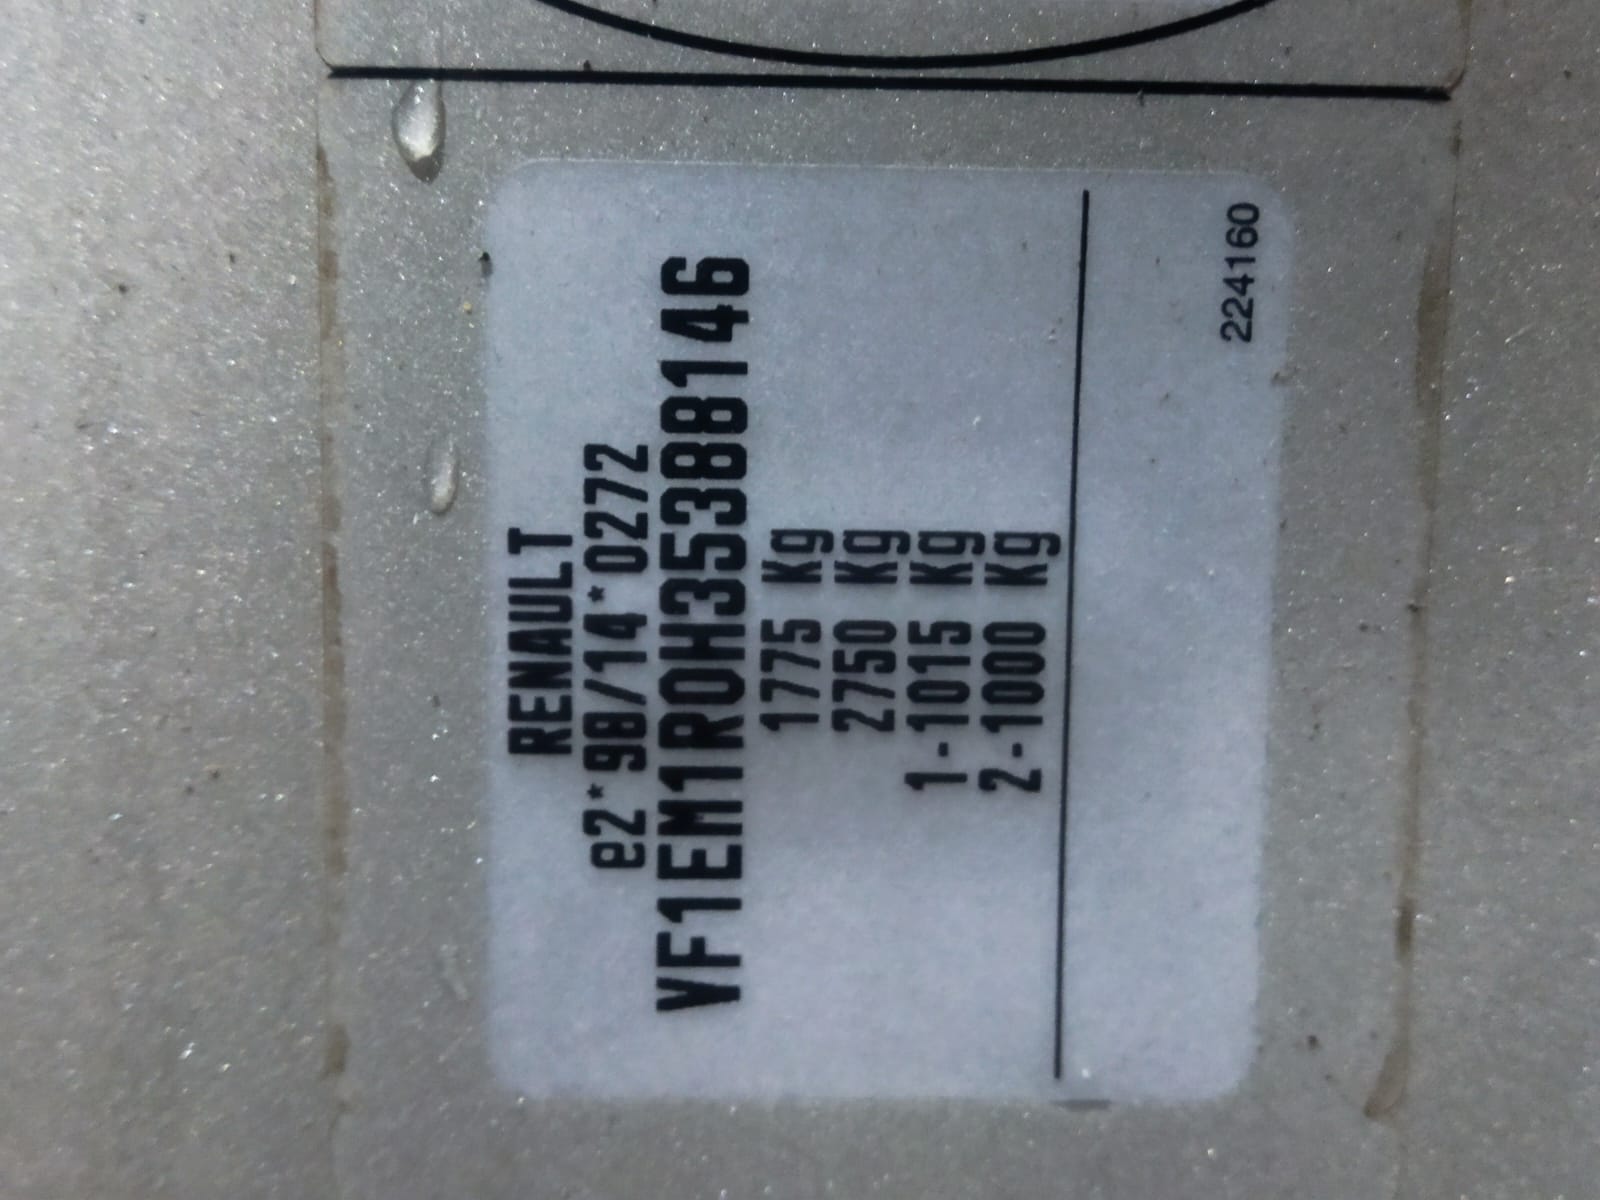 RENAULT
e2*98/14*0272
VF1EM1R0H35388146
1775 Kg
2750 Kg
1-1015 Kg
2-1000 Kg
224160